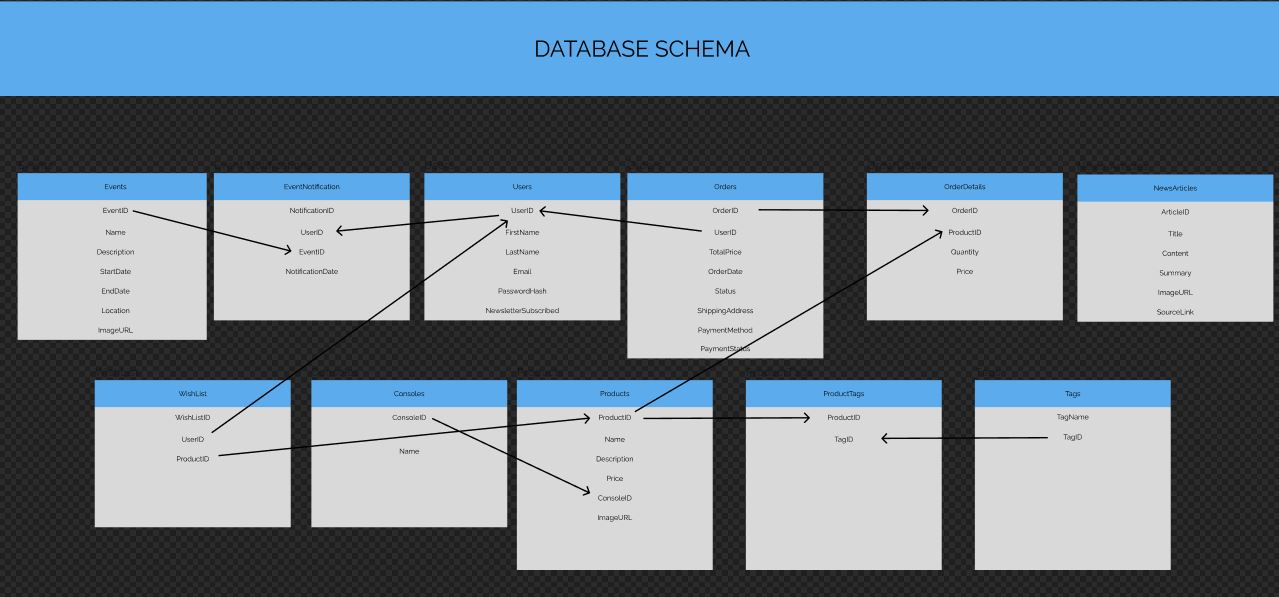 DATABASE SCHEMA
Events
EventID
Name
Description
StartDate
EndDate
Location
ImageURL
EventNotification
NotificationID
UserID
EventID
NotificationDate
Users
UserID
FirstName
LastName
Email
PasswordHash
NewsletterSubscribed
Orders
OrderID
UserID
TotalPrice
OrderDate
Status
ShippingAddress
PaymentMethod
PaymentStatus
OrderDetails
OrderID
ProductID
Quantity
Price
NewsArticles
ArticleID
Title
Content
Summary
ImageURL
SourceLink
WishList
WishListID
UserID
ProductID
Consoles
ConsoleID
Name
Products
ProductID
Name
Description
Price
ConsoleID
ImageURL
ProductTags
ProductID
TagID
Tags
TagName
TagID